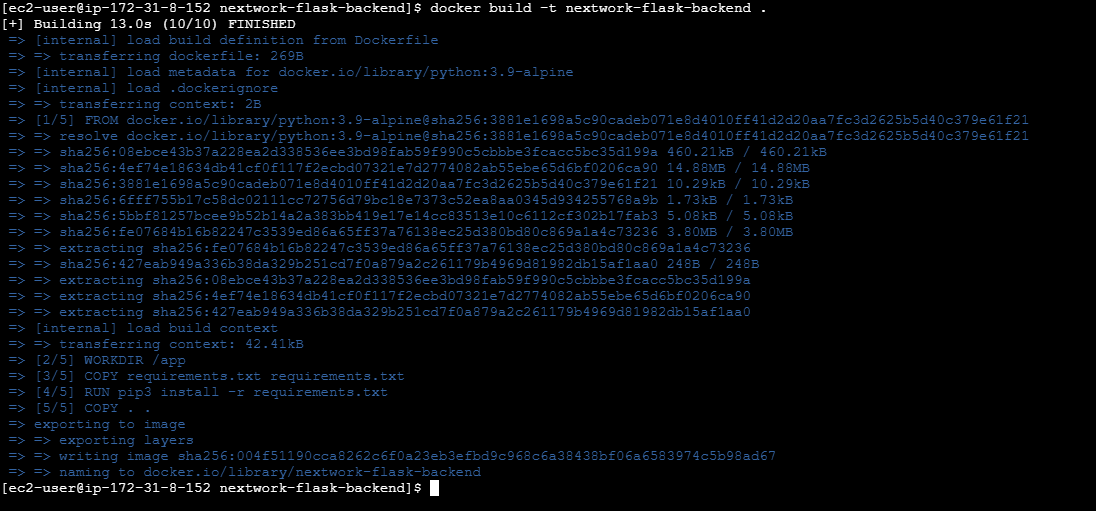 [ec2-user@ip-172-31-8-152 nextwork-flask-backend]$ docker build -t nextwork-flask-backend .
[+] Building 13.0s (10/10) FINISHED
=> [internal] load build definition from Dockerfile
=> => transferring dockerfile: 269B
=> [internal] load metadata for docker.io/library/python:3.9-alpine
=> [internal] load .dockerignore
=> => transferring context: 2B
=> [1/5] FROM docker.io/library/python:3.9-alpine@sha256:3881e1698a5c90cadeb071e8d4010ff41d2d20aa7fc3d2625b5d40c379e61f21
=> => resolve docker.io/library/python:3.9-alpine@sha256:3881e1698a5c90cadeb071e8d4010ff41d2d20aa7fc3d2625b5d40c379e61f21
=> => sha256:08ebce43b37a228ea2d338536ee3bd98fab59f990c5cbbbe3fcacc5bc35d199a 460.21kB / 460.21kB
=> => sha256:4ef74e18634db41cf0f117f2ecbd07321e7d2774082ab55ebe65d6bf0206ca90 14.88MB / 14.88MB
=> => sha256:3881e1698a5c90cadeb071e8d4010ff41d2d20aa7fc3d2625b5d40c379e61f21 10.29kB / 10.29kB
=> => sha256:6fff755b17c58dc02111cc72756d79bc18e7373c52ea8aa0345d934255768a9b 1.73kB / 1.73kB
=> => sha256:5bbf81257bcee9b52b14a2a383bb419e17e14cc83513e10c6112cf302b17fab3 5.08kB / 5.08kB
=> => sha256:fe07684b16b82247c3539ed86a65ff37a76138ec25d380bd80c869a1a4c73236 3.80MB / 3.80MB
=> => extracting sha256:fe07684b16b82247c3539ed86a65ff37a76138ec25d380bd80c869a1a4c73236
=> => sha256:427eab949a336b38da329b251cd7f0a879a2c261179b4969d81982db15af1aa0 248B / 248B
=> => extracting sha256:08ebce43b37a228ea2d338536ee3bd98fab59f990c5cbbbe3fcacc5bc35d199a
=> => extracting sha256:4ef74e18634db41cf0f117f2ecbd07321e7d2774082ab55ebe65d6bf0206ca90
=> => extracting sha256:427eab949a336b38da329b251cd7f0a879a2c261179b4969d81982db15af1aa0
=> [internal] load build context
=> => transferring context: 42.41kB
=> [2/5] WORKDIR /app
=> [3/5] COPY requirements.txt requirements.txt
=> [4/5] RUN pip3 install -r requirements.txt
=> [5/5] COPY . .
=> exporting to image
=> => exporting layers
=> => writing image sha256:004f51190cca8262c6f0a23eb3efbd9c968c6a38438bf06a6583974c5b98ad67
=> => naming to docker.io/library/nextwork-flask-backend
[ec2-user@ip-172-31-8-152 nextwork-flask-backend]$